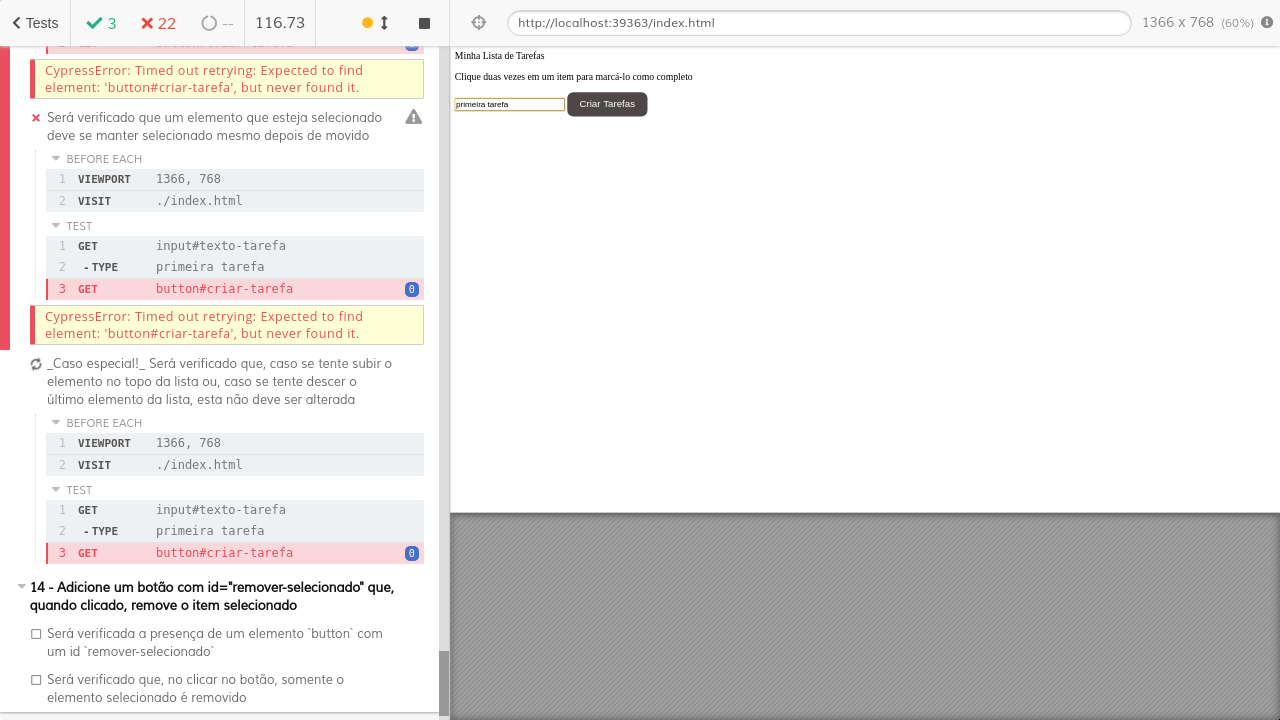 Tests
3
22
--
116.73
http://localhost:39363/index.html
1366 x 768 (60%)
CypressError: Timed out retrying: Expected to find
element: 'button#criar-tarefa', but never found it.
Será verificado que um elemento que esteja selecionado
deve se manter selecionado mesmo depois de movido
BEFORE EACH
1 VIEWPORT 1366, 768
2 VISIT ./index.html
TEST
1 GET input#texto-tarefa
2 -TYPE primeira tarefa
3 GET button#criar-tarefa 0
CypressError: Timed out retrying: Expected to find
element: 'button#criar-tarefa', but never found it.
_Caso especial!_ Será verificado que, caso se tente subir o
elemento no topo da lista ou, caso se tente descer o
último elemento da lista, esta não deve ser alterada
BEFORE EACH
1 VIEWPORT 1366, 768
2 VISIT ./index.html
TEST
1 GET input#texto-tarefa
2 -TYPE primeira tarefa
3 GET button#criar-tarefa 0
14 - Adicione um botão com id="remover-selecionado" que,
quando clicado, remove o item selecionado
Será verificada a presença de um elemento `button` com
um id `remover-selecionado`
Será verificado que, no clicar no botão, somente o
elemento selecionado é removido
Minha Lista de Tarefas
Clique duas vezes em um item para marcá-lo como completo
primeira tarefa
Criar Tarefas